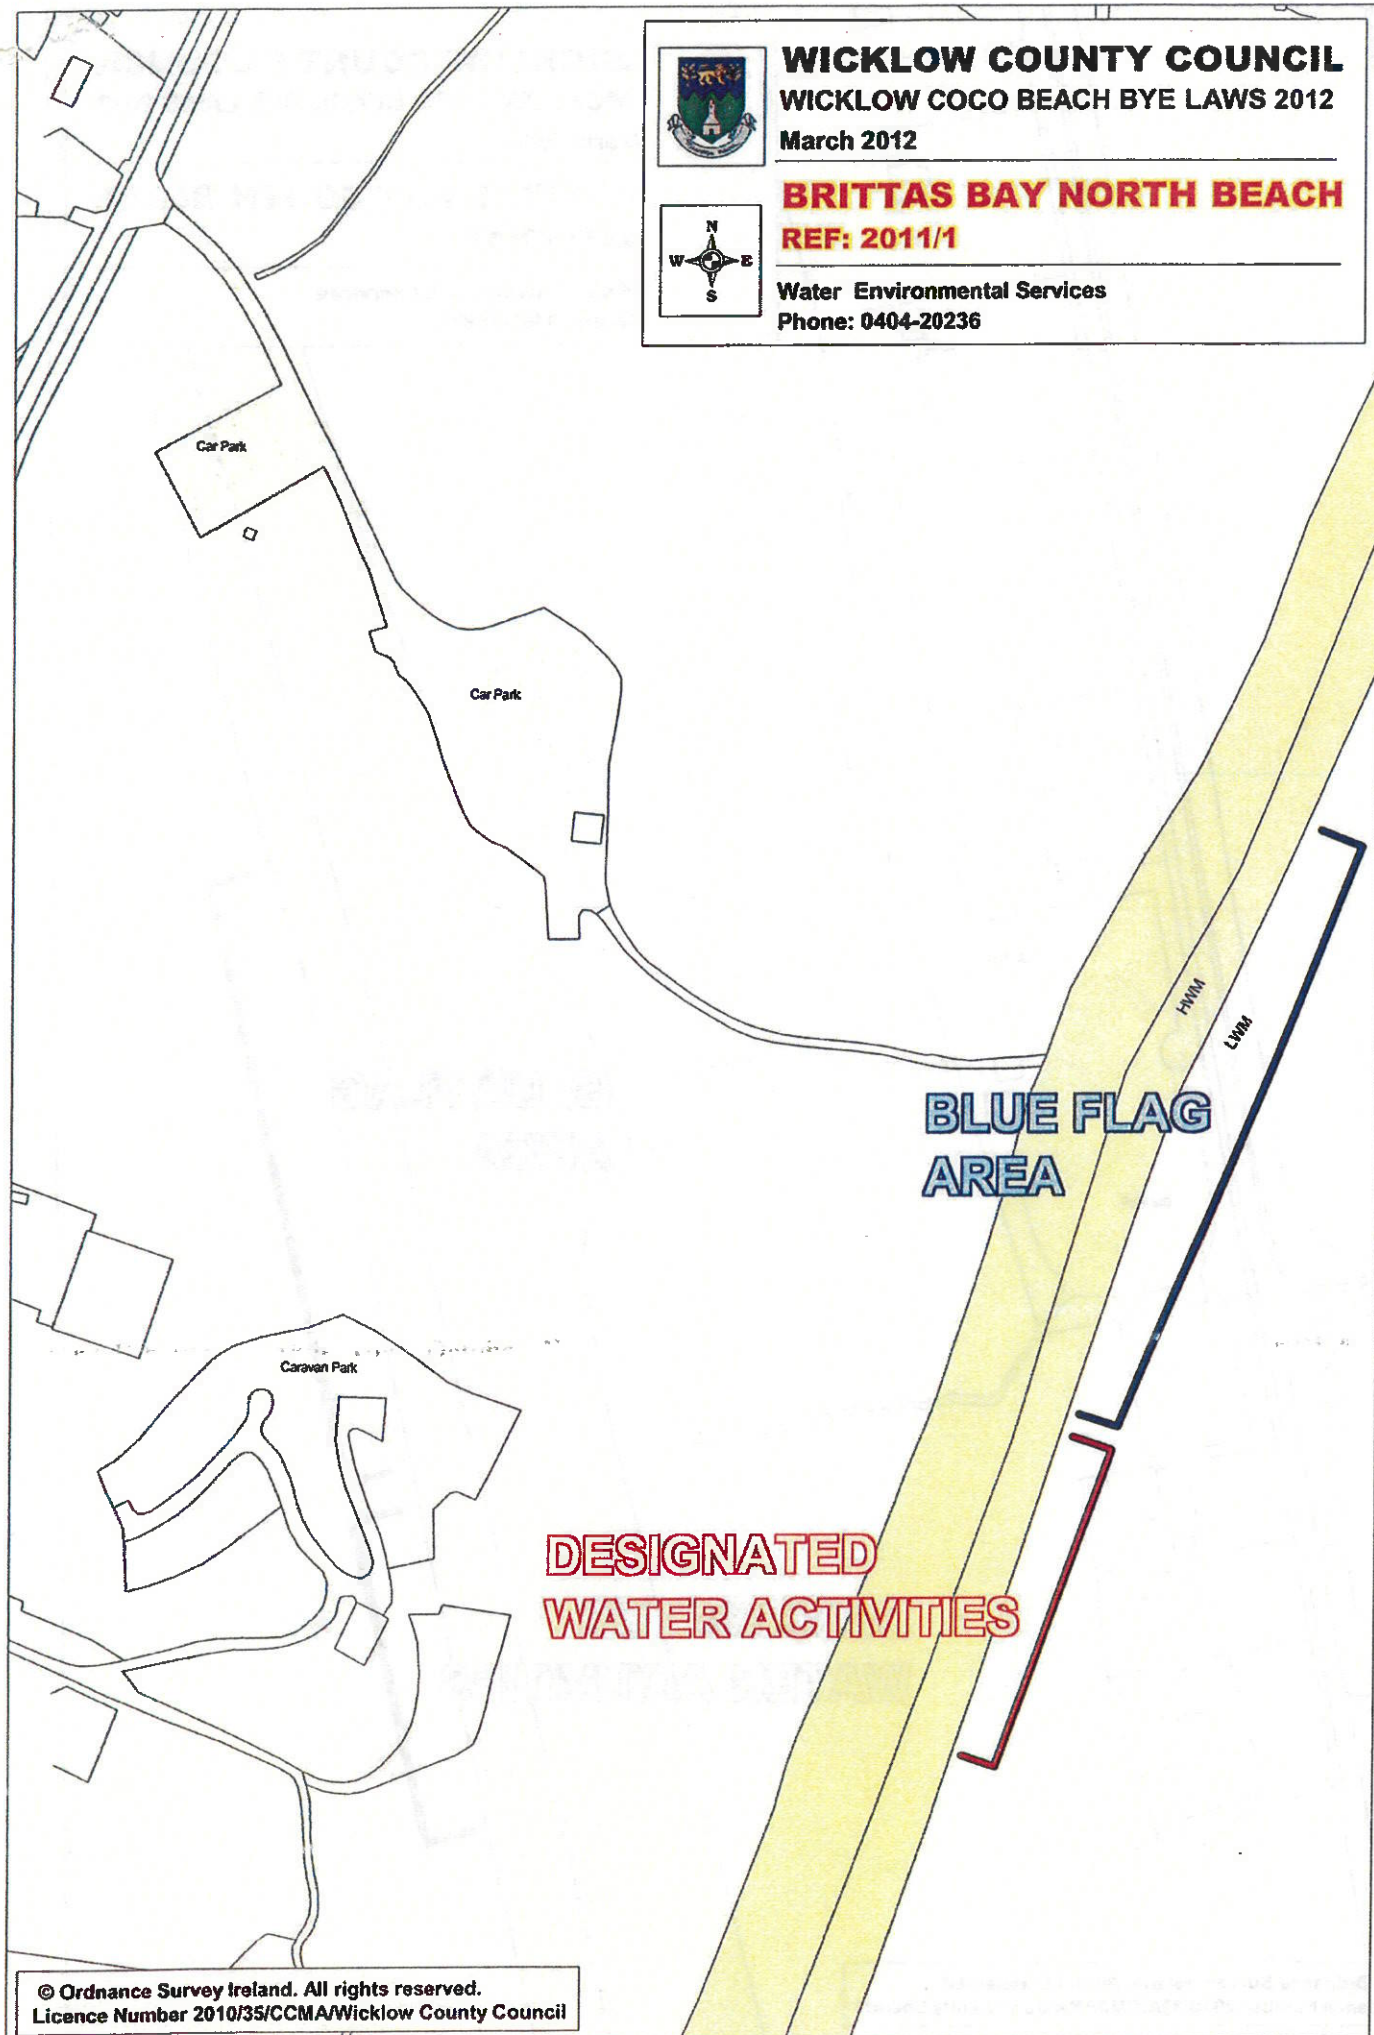 WICKLOW COUNTY COUNCIL
WICKLOW COCO BEACH BYE LAWS 2012
March 2012
BRITTAS BAY NORTH BEACH
REF: 2011/1
N
W E
S
Water Environmental Services
Phone: 0404-20236
Car Park
Car Park
HWM
LWM
BLUE FLAG
AREA
Caravan Park
DESIGNATED
WATER ACTIVITIES
© Ordnance Survey Ireland. All rights reserved.
Licence Number 2010/35/CCMA/Wicklow County Council